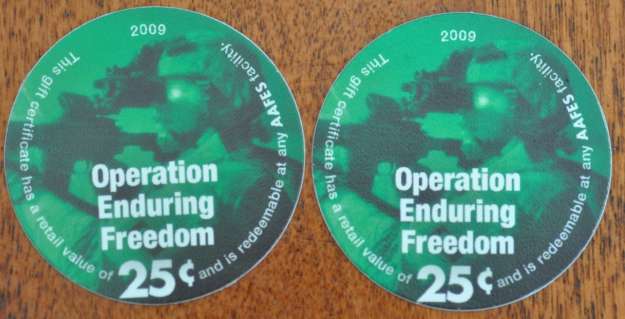 2009
This gift certificate has a retail value of 25¢ and is redeemable at any AAFES facility.
Operation
Enduring
Freedom
2009
This gift certificate has a retail value of 25¢ and is redeemable at any AAFES facility.
Operation
Enduring
Freedom